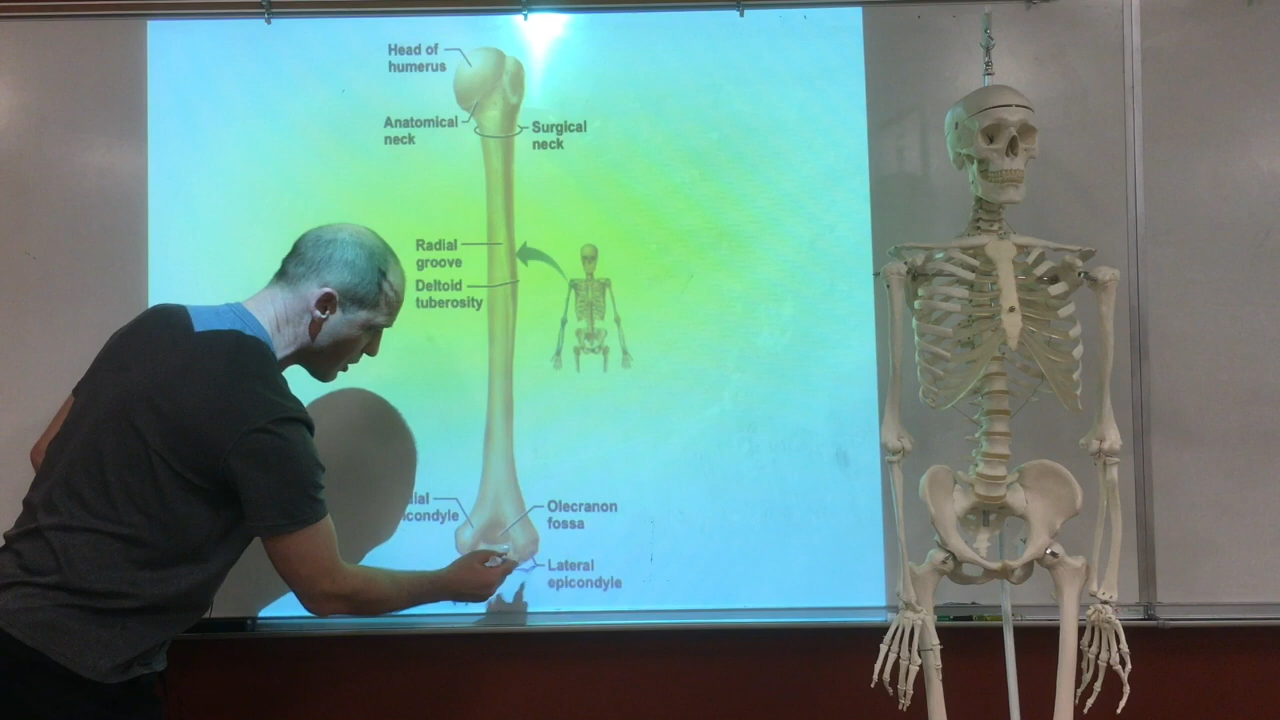 Head of
humerus
Anatomical
neck
Surgical
neck
Radial
groove
Deltoid
tuberosity
Olecranon
fossa
Lateral
epicondyle